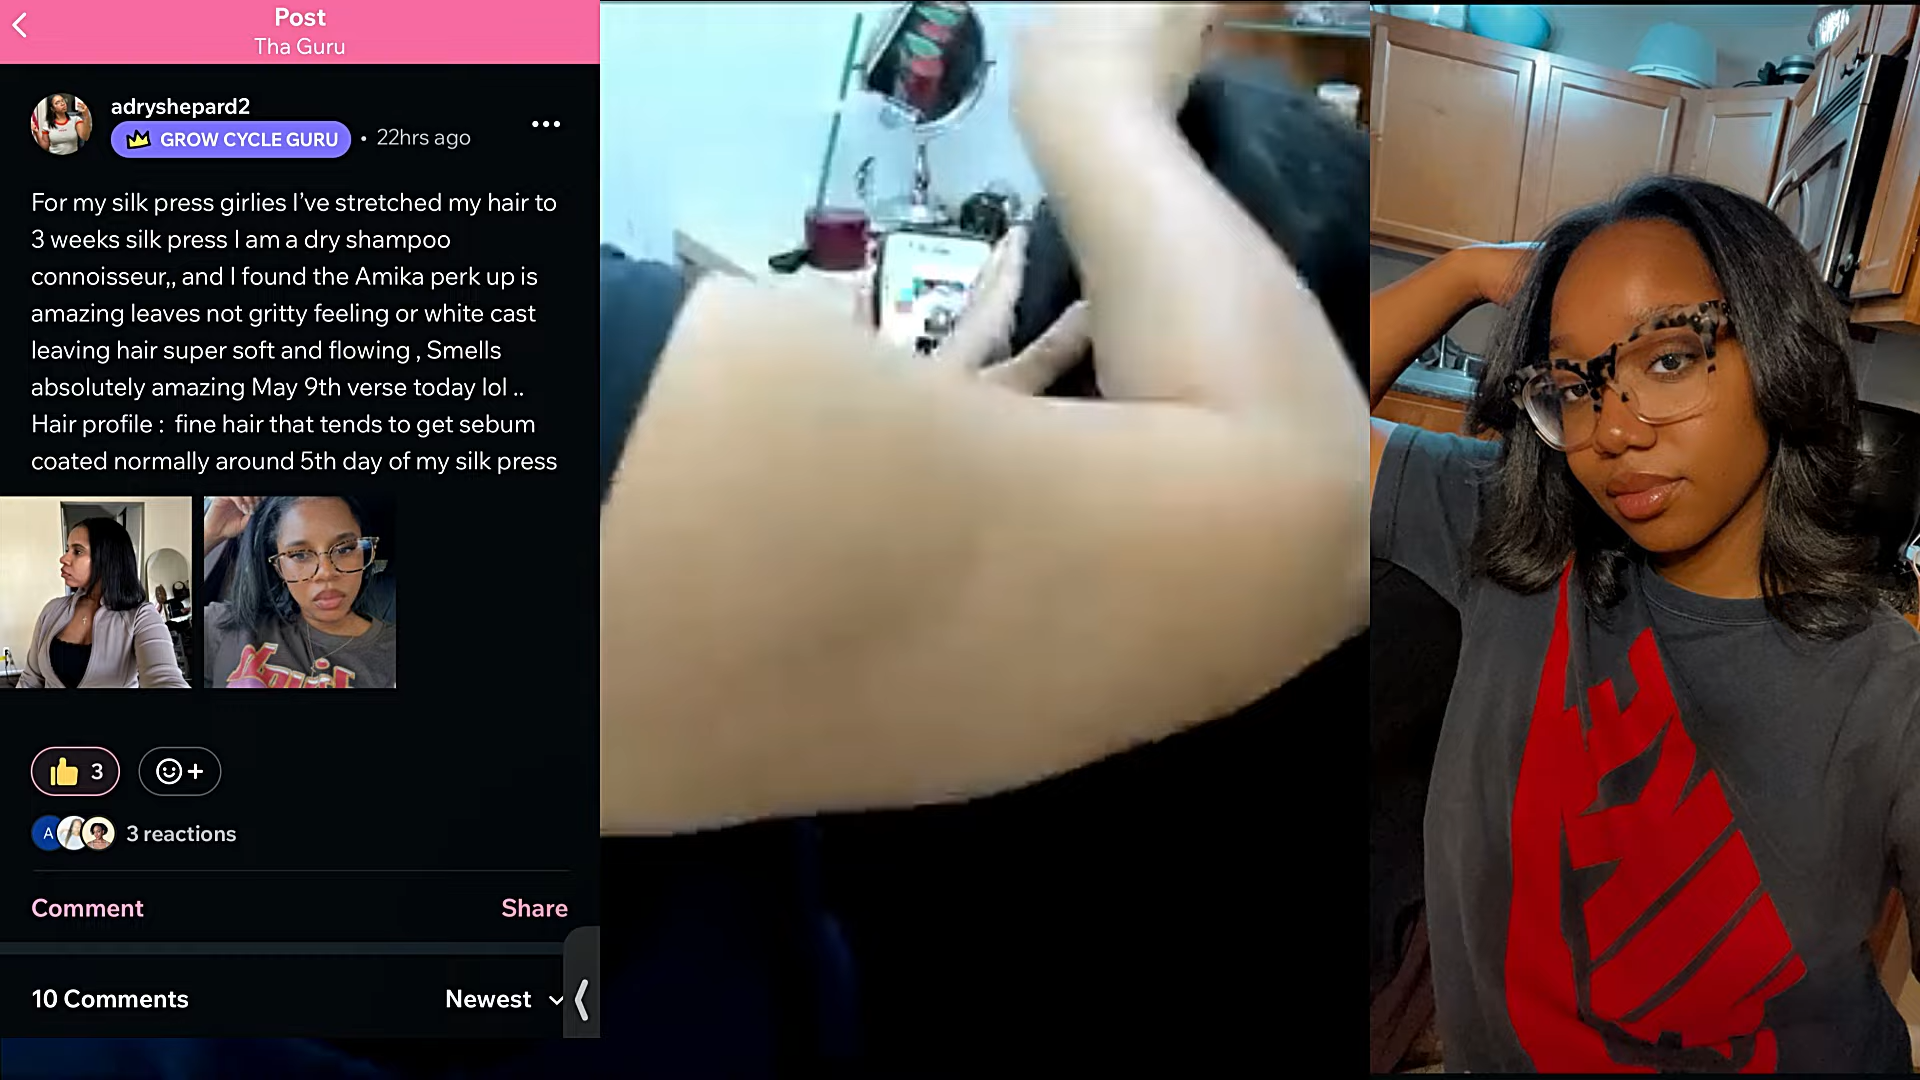 Post
Tha Guru
adryshepard2
GROW CYCLE GURU • 22hrs ago
For my silk press girlies I’ve stretched my hair to
3 weeks silk press I am a dry shampoo
connoisseur,, and I found the Amika perk up is
amazing leaves not gritty feeling or white cast
leaving hair super soft and flowing , Smells
absolutely amazing May 9th verse today lol ..
Hair profile :  fine hair that tends to get sebum
coated normally around 5th day of my silk press
3
A
3 reactions
Comment
Share
10 Comments
Newest